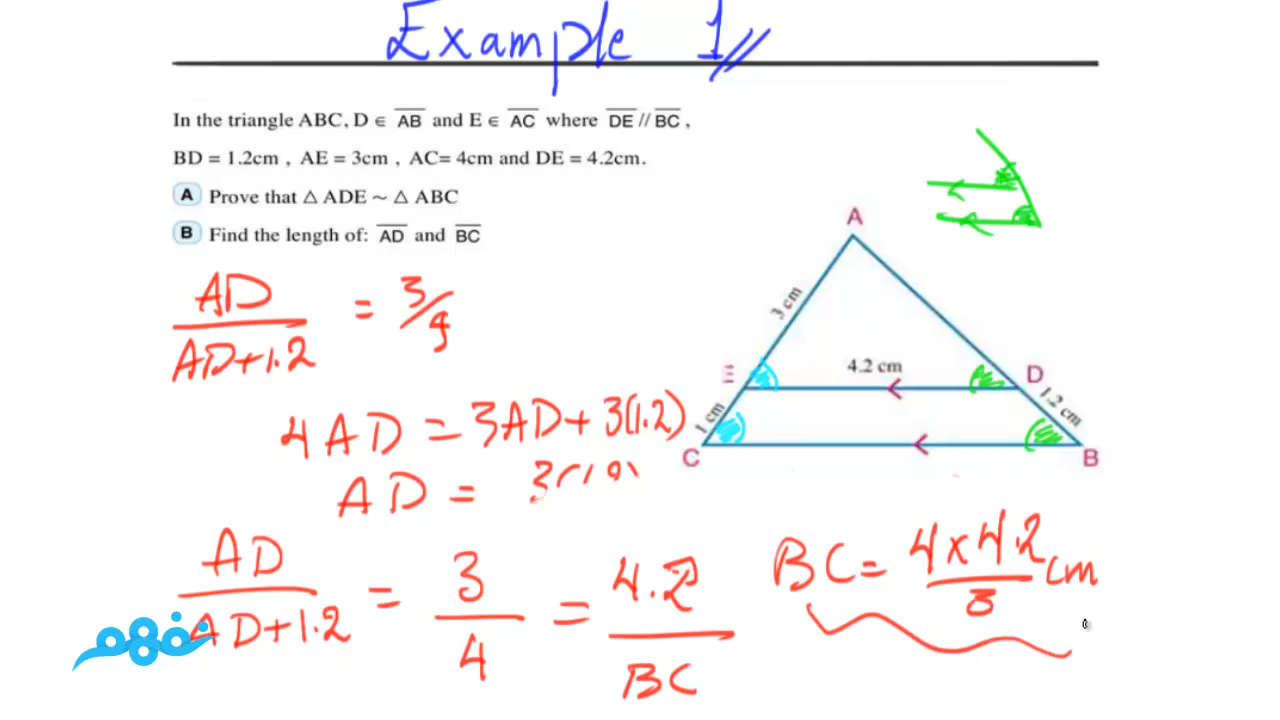 Example 1
In the triangle ABC, D ∈ AB and E ∈ AC where DE // BC ,
BD = 1.2cm , AE = 3cm , AC= 4cm and DE = 4.2cm.
A Prove that △ ADE ~ △ ABC
B Find the length of: AD and BC
A
3 cm
E
4.2 cm
D
1.2 cm
1 cm
C
B
AD / AD+1.2 = 3/4
4AD = 3AD + 3(1.2)
AD =
AD / AD+1.2 = 3 / 4 = 4.2 / BC
BC = 4 x 4.2 / 3 cm
نفهم